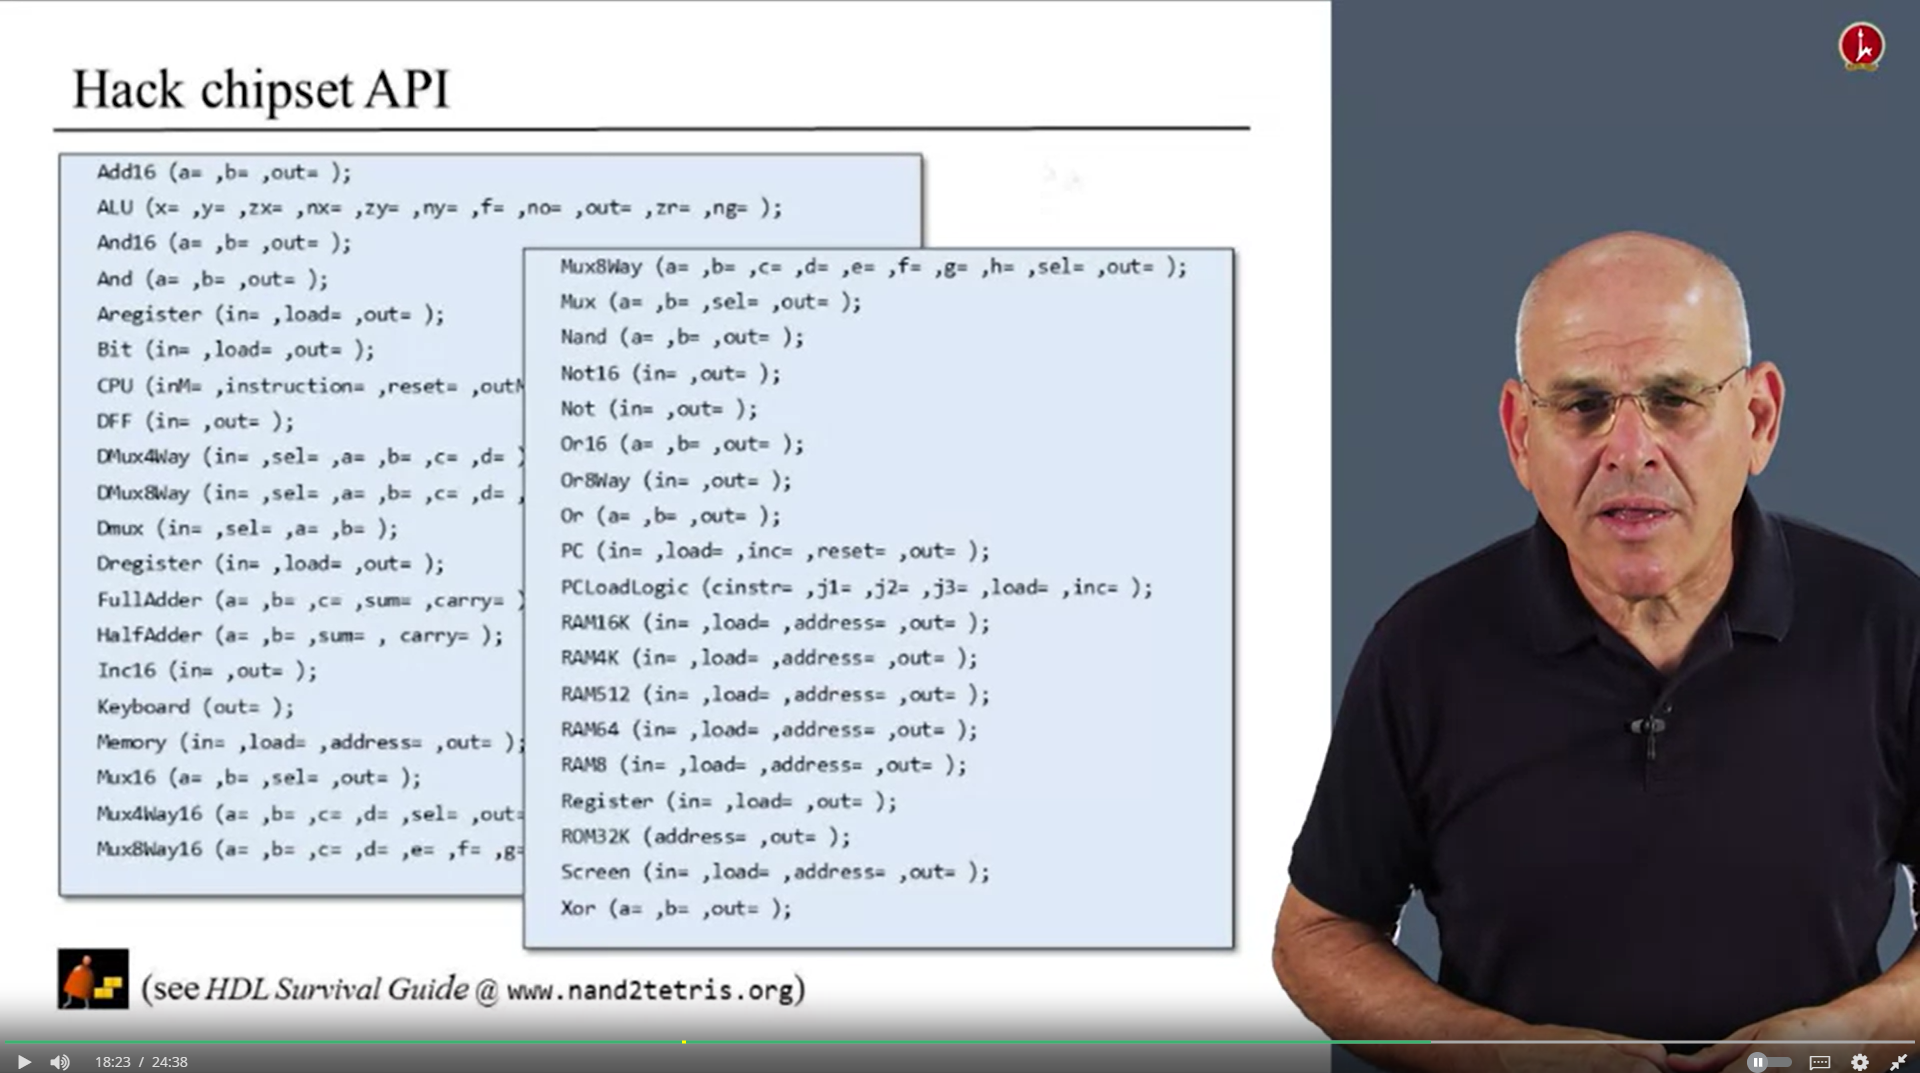 Hack chipset API
Add16 (a= ,b= ,out= );
ALU (x= ,y= ,zx= ,nx= ,zy= ,ny= ,f= ,no= ,out= ,zr= ,ng= );
And16 (a= ,b= ,out= );
And (a= ,b= ,out= );
Aregister (in= ,load= ,out= );
Bit (in= ,load= ,out= );
CPU (inM= ,instruction= ,reset= ,outM
DFF (in= ,out= );
DMux4Way (in= ,sel= ,a= ,b= ,c= ,d= )
DMux8Way (in= ,sel= ,a= ,b= ,c= ,d= ,
Dmux (in= ,sel= ,a= ,b= );
Dregister (in= ,load= ,out= );
FullAdder (a= ,b= ,c= ,sum= ,carry= )
HalfAdder (a= ,b= ,sum= , carry= );
Inc16 (in= ,out= );
Keyboard (out= );
Memory (in= ,load= ,address= ,out= );
Mux16 (a= ,b= ,sel= ,out= );
Mux4Way16 (a= ,b= ,c= ,d= ,sel= ,out=
Mux8Way16 (a= ,b= ,c= ,d= ,e= ,f= ,g=
Mux8Way (a= ,b= ,c= ,d= ,e= ,f= ,g= ,h= ,sel= ,out= );
Mux (a= ,b= ,sel= ,out= );
Nand (a= ,b= ,out= );
Not16 (in= ,out= );
Not (in= ,out= );
Or16 (a= ,b= ,out= );
Or8Way (in= ,out= );
Or (a= ,b= ,out= );
PC (in= ,load= ,inc= ,reset= ,out= );
PCLoadLogic (cinstr= ,j1= ,j2= ,j3= ,load= ,inc= );
RAM16K (in= ,load= ,address= ,out= );
RAM4K (in= ,load= ,address= ,out= );
RAM512 (in= ,load= ,address= ,out= );
RAM64 (in= ,load= ,address= ,out= );
RAM8 (in= ,load= ,address= ,out= );
Register (in= ,load= ,out= );
ROM32K (address= ,out= );
Screen (in= ,load= ,address= ,out= );
Xor (a= ,b= ,out= );
(see HDL Survival Guide @ www.nand2tetris.org)
18:23 / 24:38